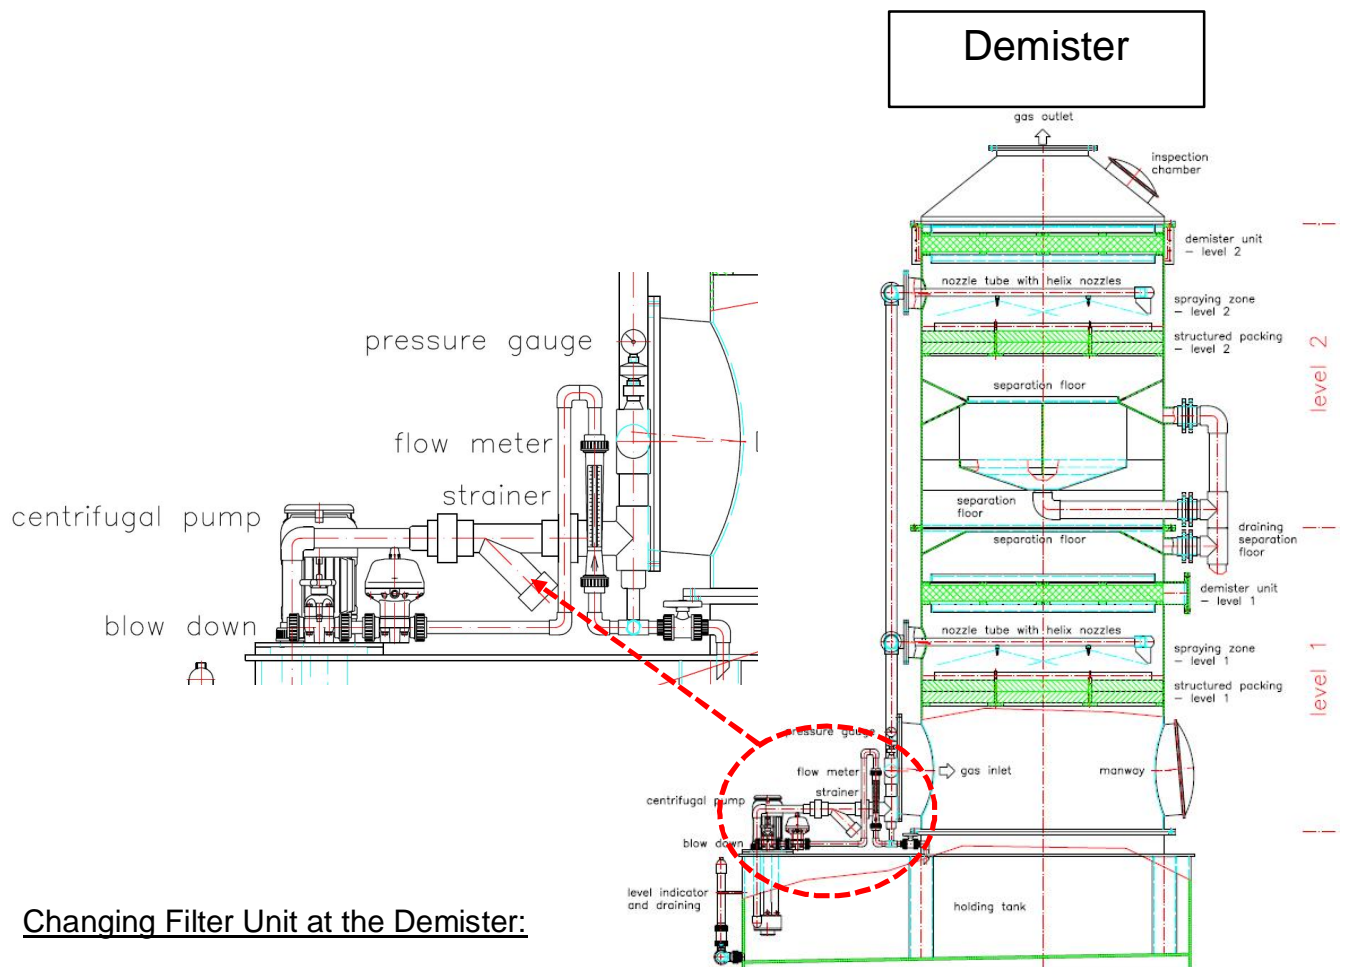 Demister
gas outlet
inspection
chamber
demister unit
- level 2
nozzle tube with helix nozzles
spraying zone
- level 2
structured packing
- level 2
level 2
separation floor
separation
floor
draining
separation
floor
separation floor
demister unit
- level 1
nozzle tube with helix nozzles
spraying zone
- level 1
structured packing
- level 1
level 1
pressure gauge
flow meter
strainer
centrifugal pump
blow down
pressure gauge
flow meter
gas inlet
manway
strainer
centrifugal pump
blow down
level indicator
and draining
holding tank
Changing Filter Unit at the Demister: